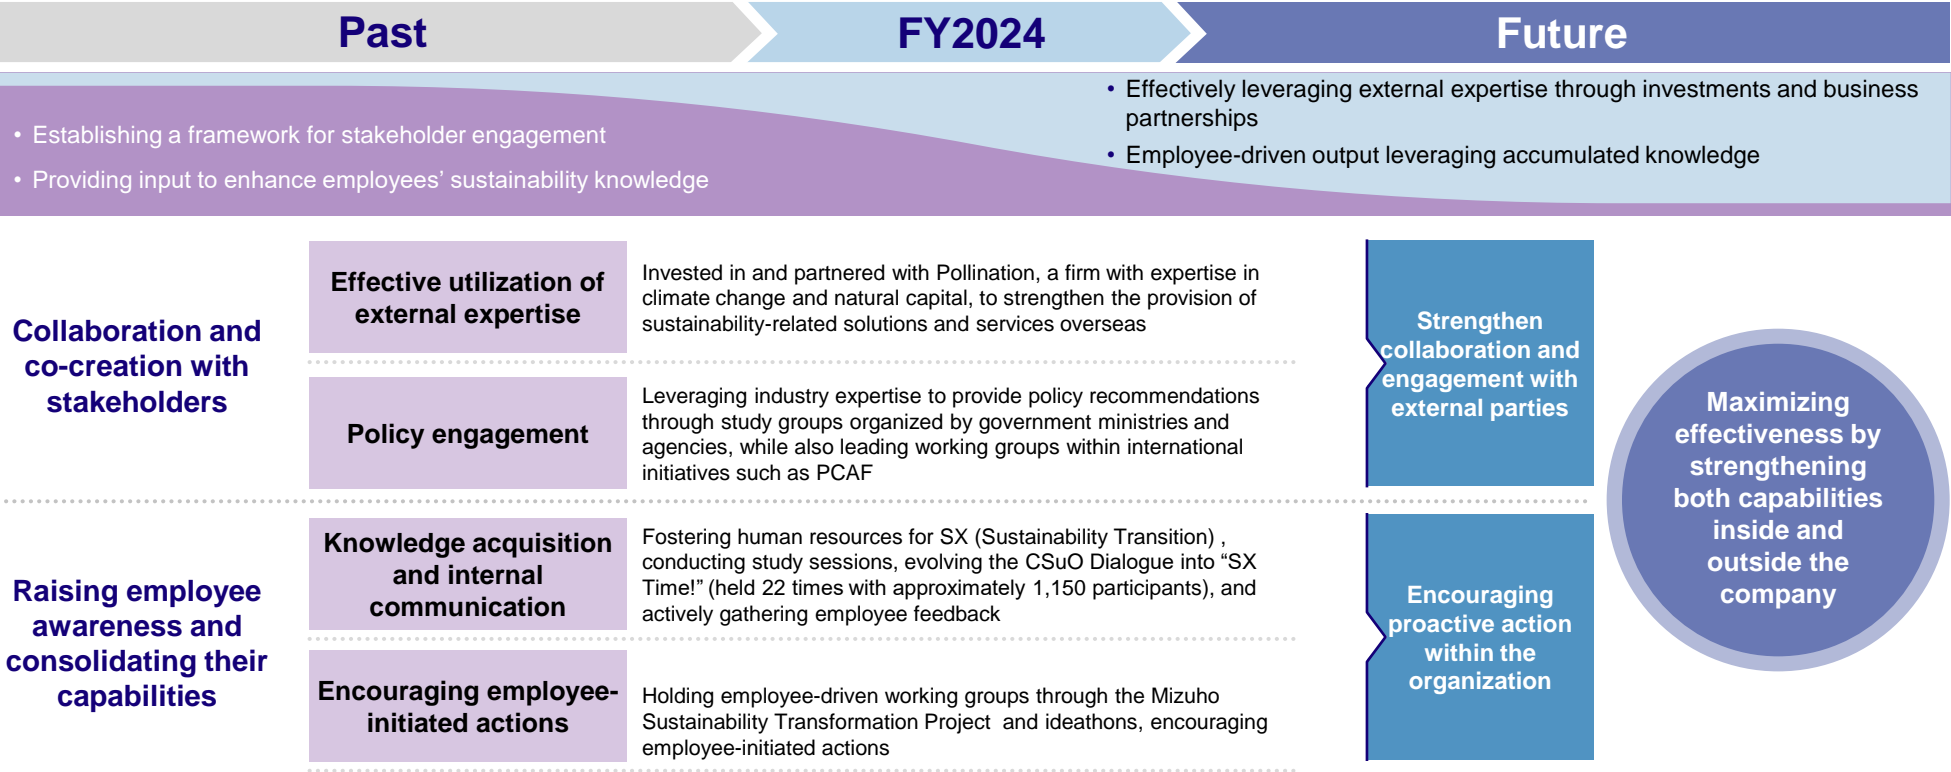 Past
FY2024
Future
• Establishing a framework for stakeholder engagement
• Providing input to enhance employees’ sustainability knowledge
• Effectively leveraging external expertise through investments and business
partnerships
• Employee-driven output leveraging accumulated knowledge
Collaboration and
co-creation with
stakeholders
Effective utilization of
external expertise
Invested in and partnered with Pollination, a firm with expertise in
climate change and natural capital, to strengthen the provision of
sustainability-related solutions and services overseas
Policy engagement
Leveraging industry expertise to provide policy recommendations
through study groups organized by government ministries and
agencies, while also leading working groups within international
initiatives such as PCAF
Strengthen
collaboration and
engagement with
external parties
Raising employee
awareness and
consolidating their
capabilities
Knowledge acquisition
and internal
communication
Fostering human resources for SX (Sustainability Transition) ,
conducting study sessions, evolving the CSuO Dialogue into “SX
Time!” (held 22 times with approximately 1,150 participants), and
actively gathering employee feedback
Encouraging employee-
initiated actions
Holding employee-driven working groups through the Mizuho
Sustainability Transformation Project  and ideathons, encouraging
employee-initiated actions
Encouraging
proactive action
within the
organization
Maximizing
effectiveness by
strengthening
both capabilities
inside and
outside the
company